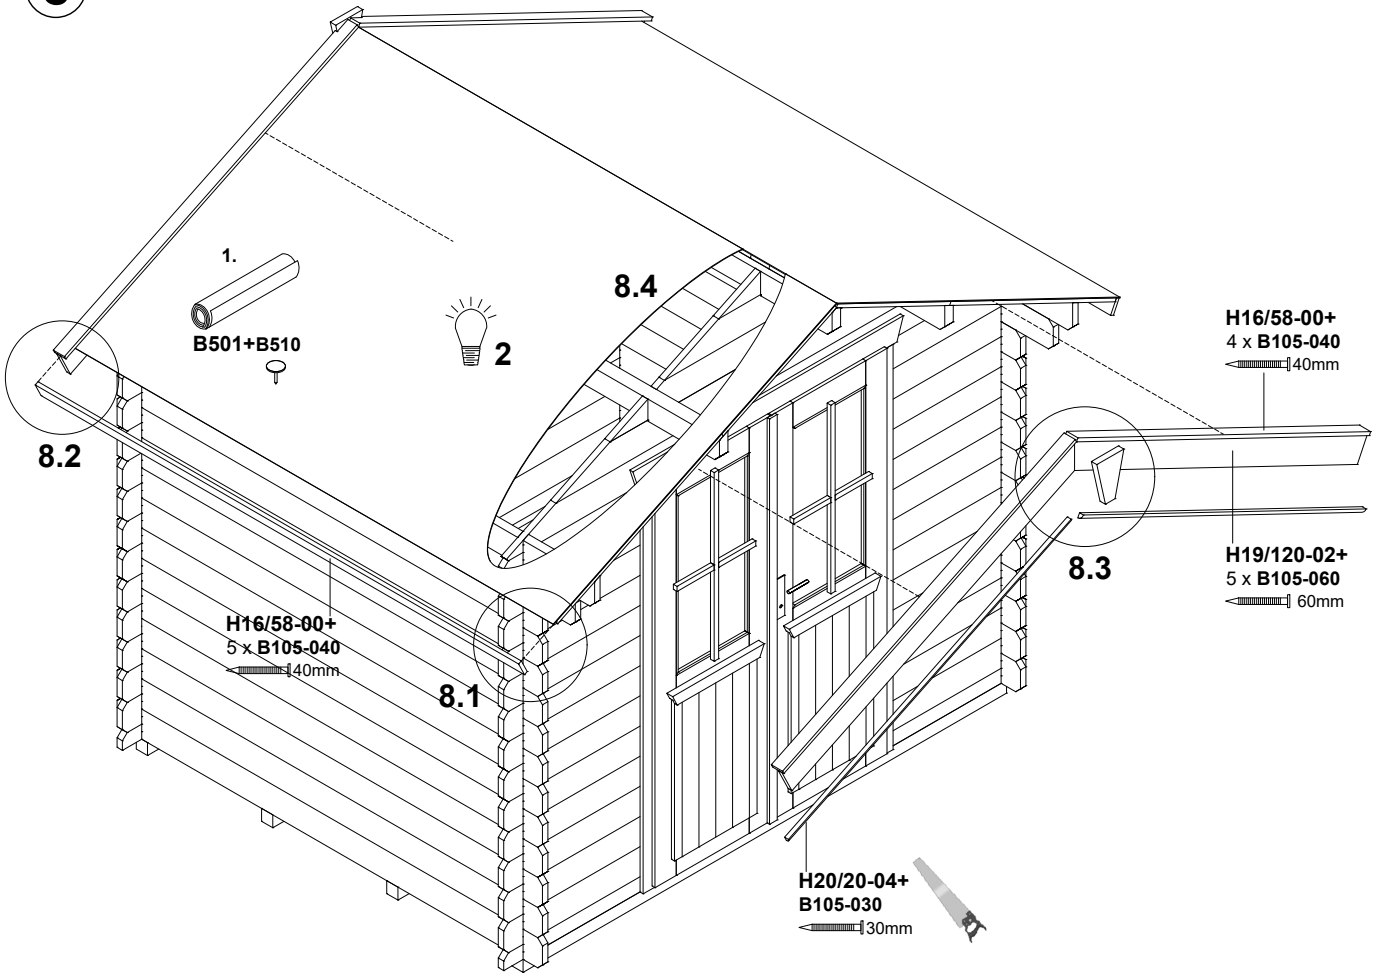 1.
B501+B510
2
8.4
8.2
H16/58-00+
4 x B105-040
40mm
8.3
H19/120-02+
5 x B105-060
60mm
H16/58-00+
5 x B105-040
40mm
8.1
H20/20-04+
B105-030
30mm